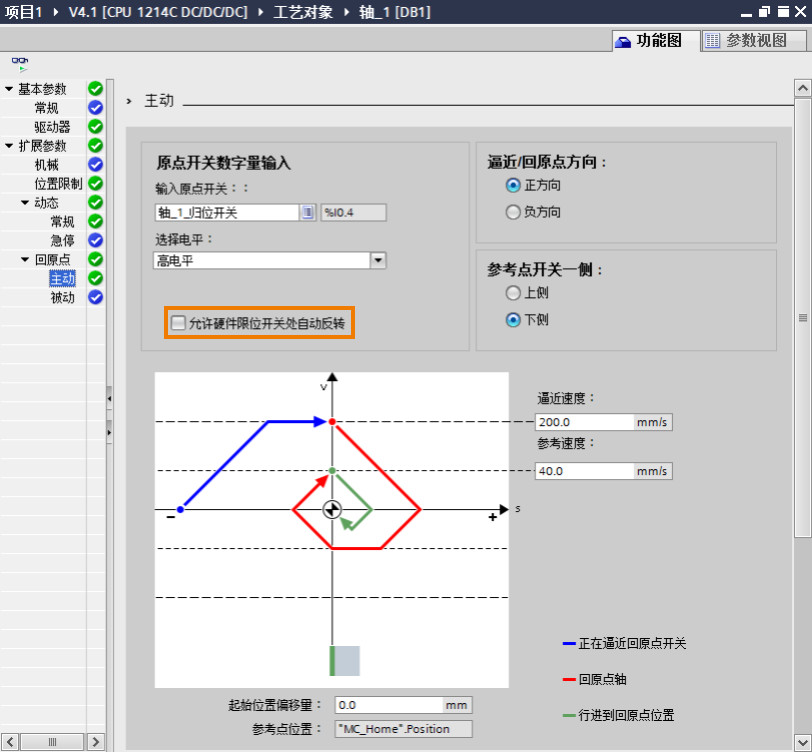 项目1 ▸ V4.1 [CPU 1214C DC/DC/DC] ▸ 工艺对象 ▸ 轴_1 [DB1]
功能图 参数视图
基本参数
常规
驱动器
扩展参数
机械
位置限制
动态
常规
急停
回原点
主动
被动
主动
原点开关数字量输入
输入原点开关：：
轴_1_归位开关 %I0.4
选择电平：
高电平
允许硬件限位开关处自动反转
逼近/回原点方向：
正方向
负方向
参考点开关一侧：
上侧
下侧
v
s
− +
逼近速度：
200.0 mm/s
参考速度：
40.0 mm/s
正在逼近回原点开关
回原点轴
行进到回原点位置
起始位置偏移量： 0.0 mm
参考点位置： "MC_Home".Position